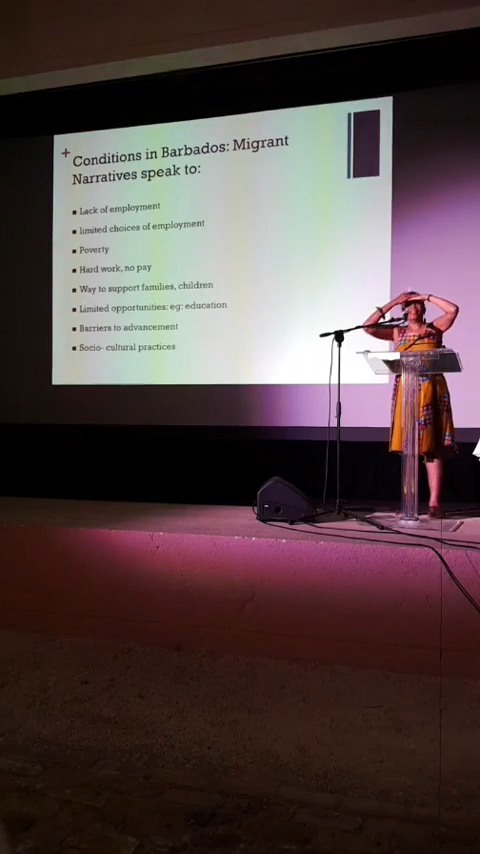 Conditions in Barbados: Migrant
Narratives speak to:
Lack of employment
limited choices of employment
Poverty
Hard work, no pay
Way to support families, children
Limited opportunities: eg: education
Barriers to advancement
Socio- cultural practices